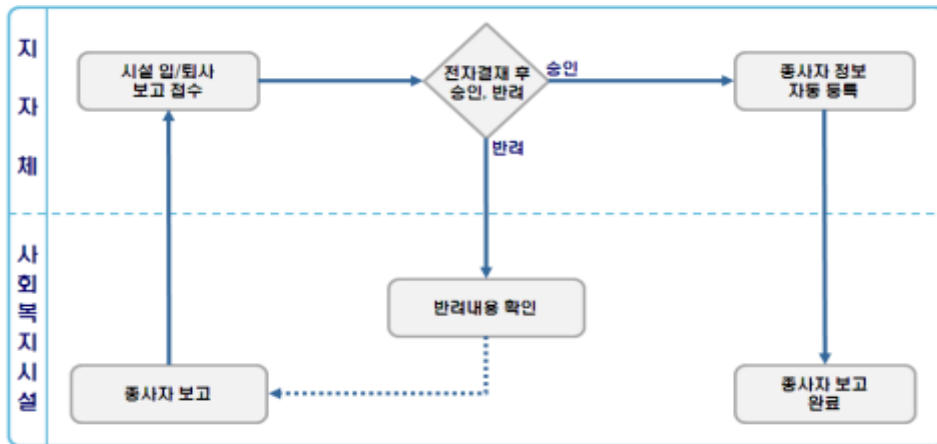 지자체
시설 입/퇴사
보고 접수
전자결재 후
승인, 반려
승인
종사자 정보
자동 등록
반려
사회복지시설
반려내용 확인
종사자 보고
종사자 보고
완료